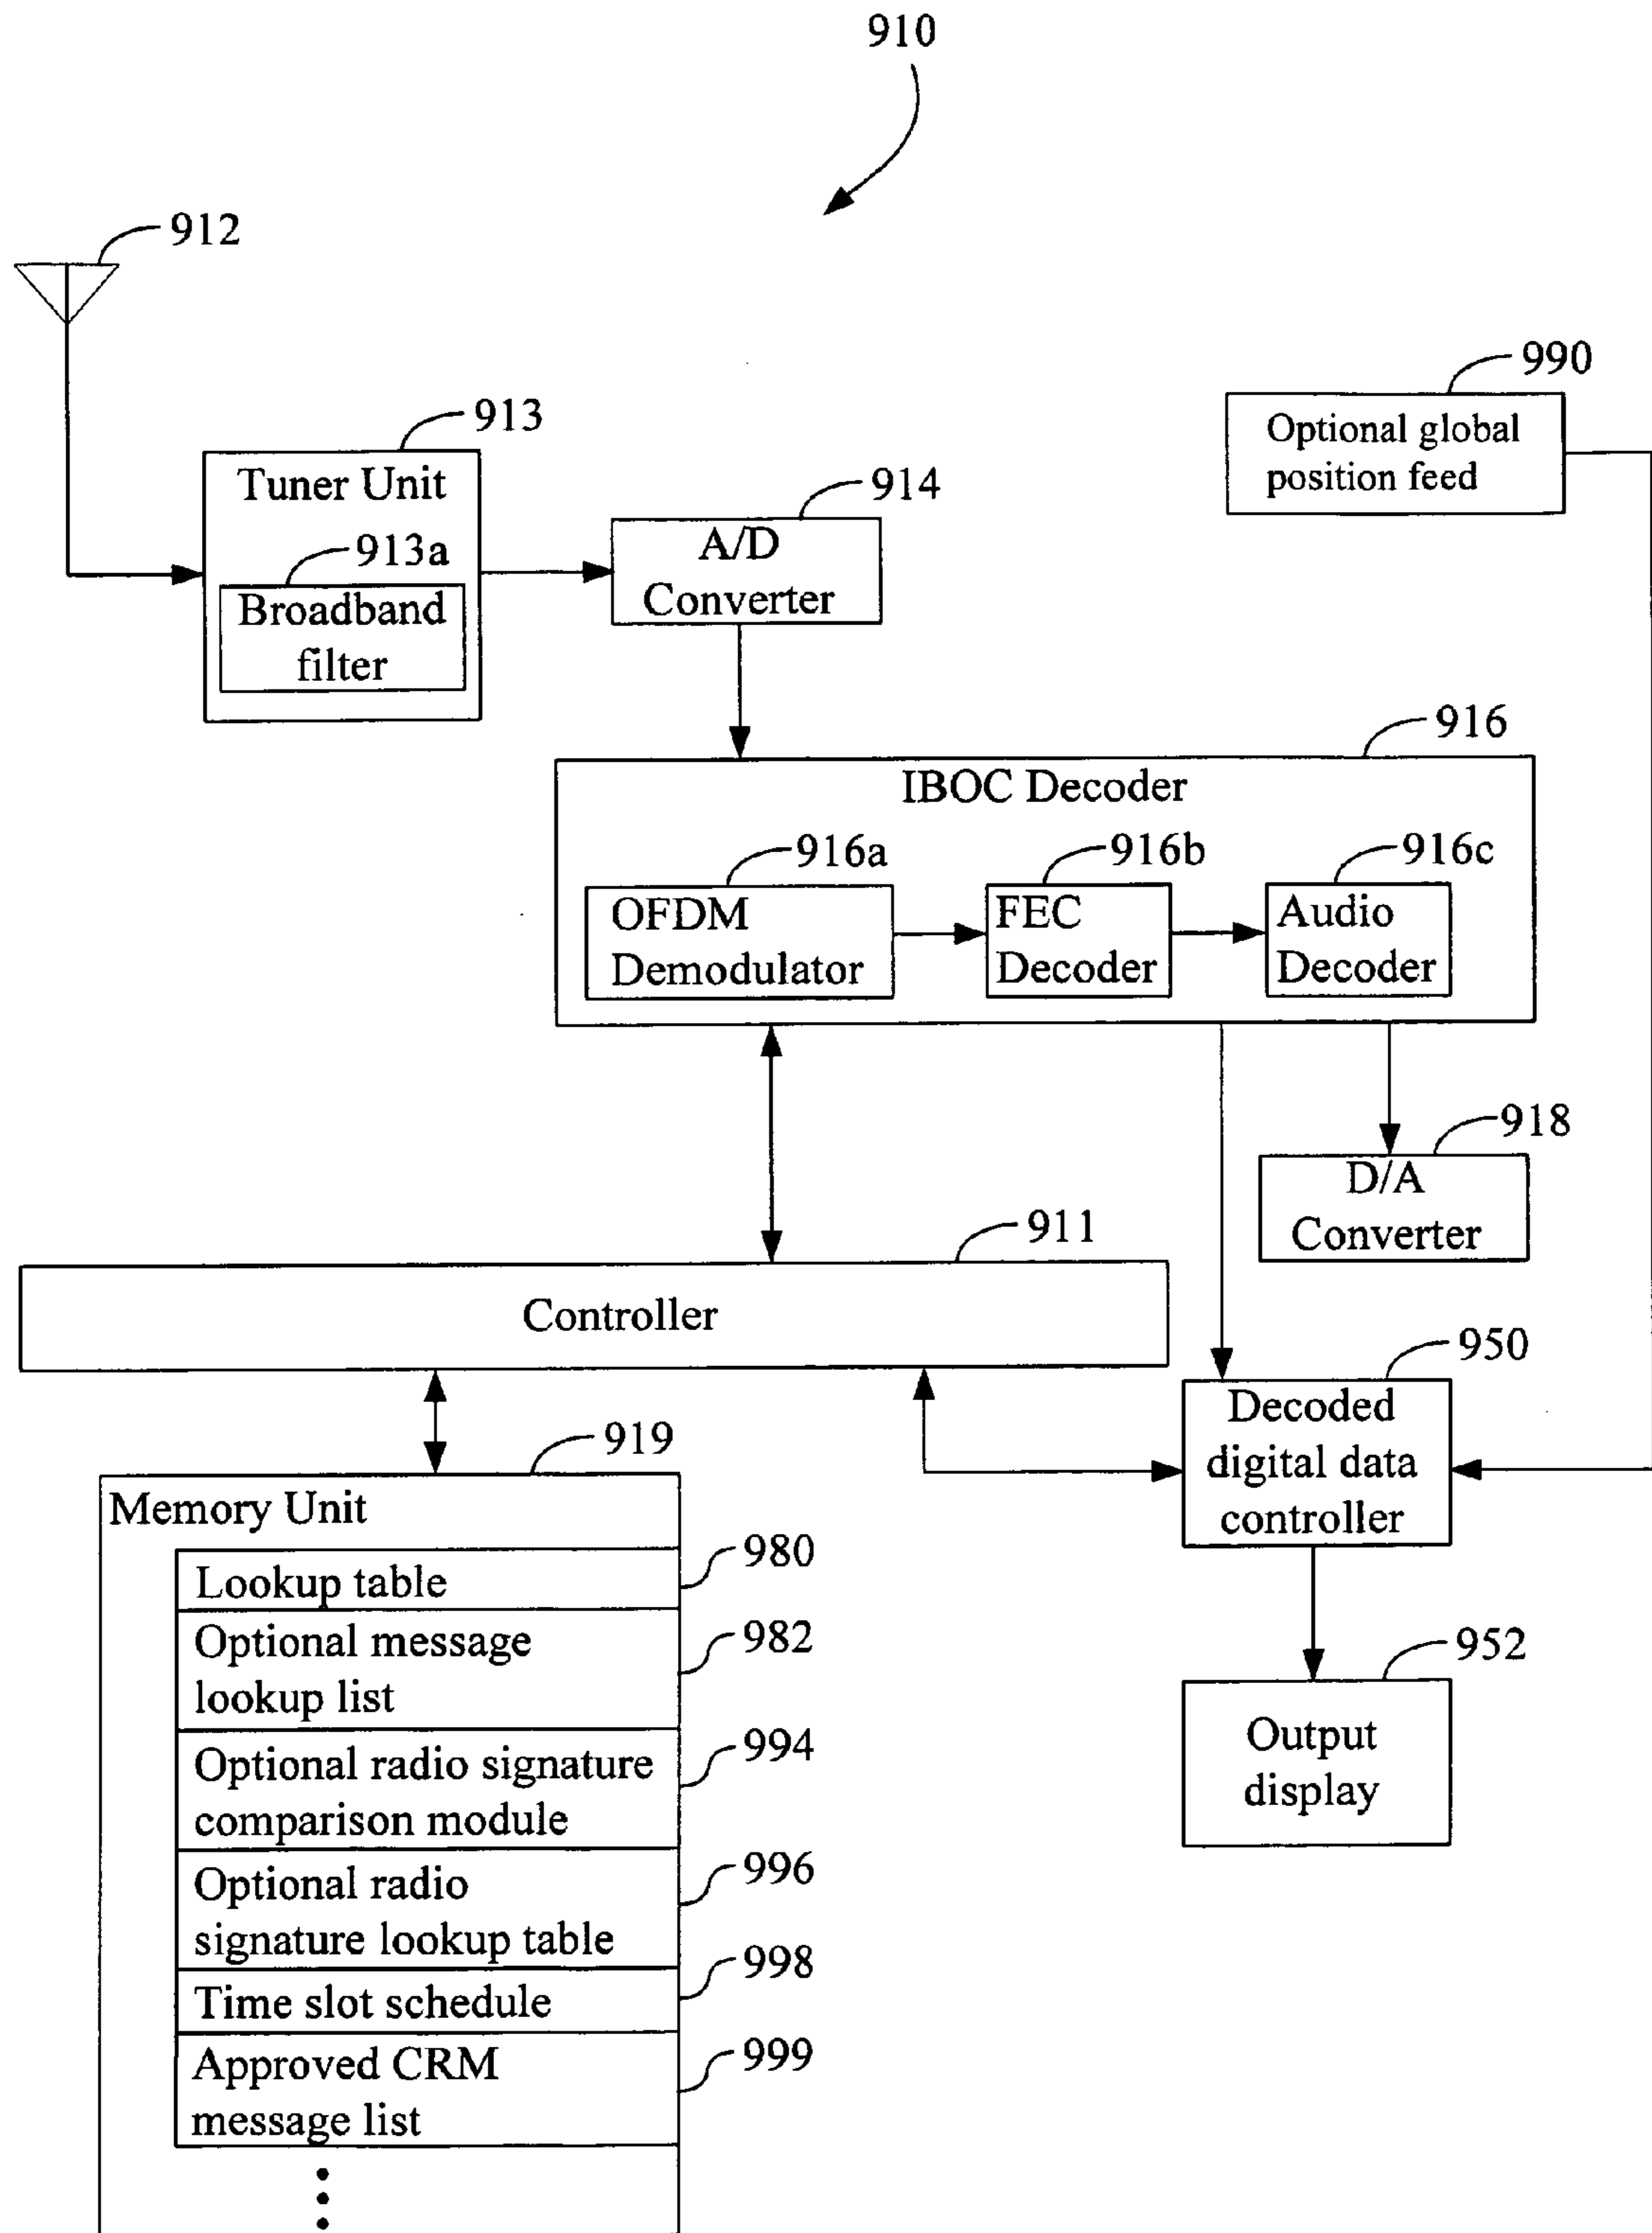 910
912
990
Optional global
position feed
913
Tuner Unit
913a
Broadband
filter
914
A/D
Converter
916
IBOC Decoder
916a
OFDM
Demodulator
916b
FEC
Decoder
916c
Audio
Decoder
918
D/A
Converter
911
Controller
950
Decoded
digital data
controller
919
Memory Unit
980
Lookup table
982
Optional message
lookup list
994
Optional radio signature
comparison module
996
Optional radio
signature lookup table
998
Time slot schedule
999
Approved CRM
message list
952
Output
display